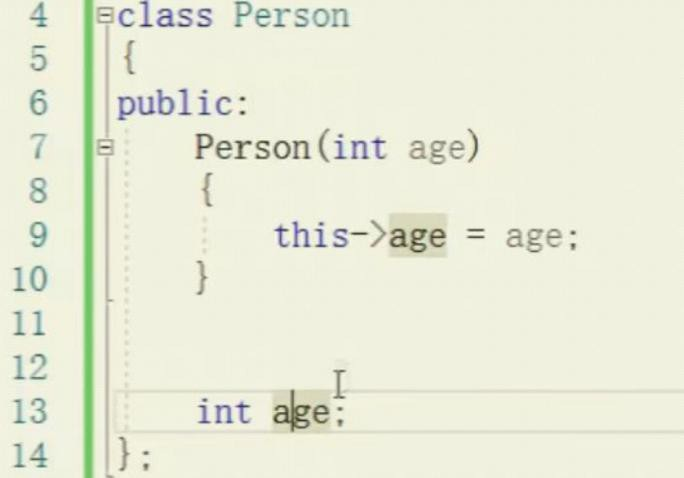 4 class Person
5 {
6 public:
7 Person(int age)
8 {
9 this->age = age;
10 }
11
12
13 int age;
14 };